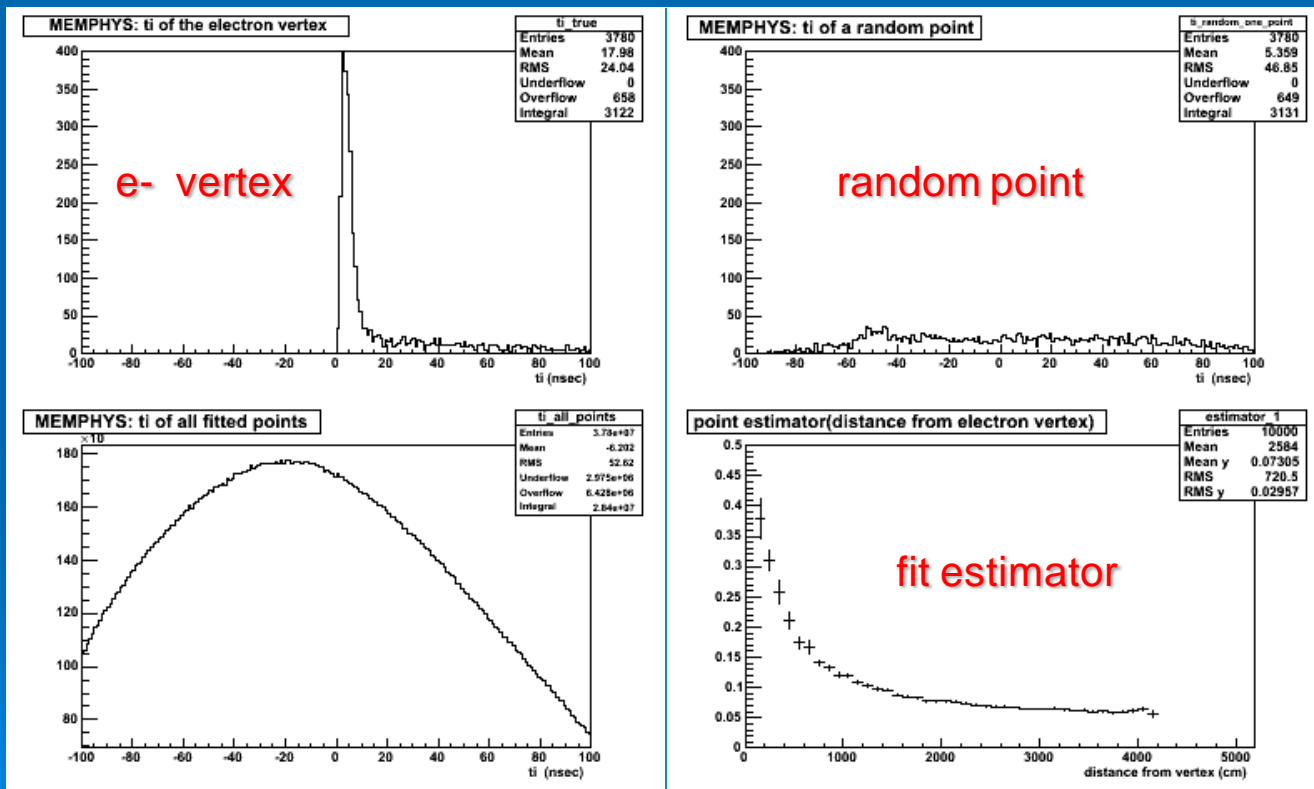 MEMPHYS: ti of the electron vertex
ti_true
Entries 3780
Mean 17.98
RMS 24.04
Underflow 0
Overflow 658
Integral 3122
400
350
300
250
200
150
100
50
0
e- vertex
-100 -80 -60 -40 -20 0 20 40 60 80 100
ti (nsec)
MEMPHYS: ti of a random point
ti_random_one_point
Entries 3780
Mean 5.359
RMS 46.85
Underflow 0
Overflow 649
Integral 3131
400
350
300
250
200
150
100
50
0
random point
-100 -80 -60 -40 -20 0 20 40 60 80 100
ti (nsec)
MEMPHYS: ti of all fitted points
ti_all_points
Entries 3.78e+07
Mean -6.202
RMS 52.62
Underflow 2.975e+06
Overflow 6.428e+06
Integral 2.84e+07
×10
180
160
140
120
100
80
-100 -80 -60 -40 -20 0 20 40 60 80 100
ti (nsec)
point estimator(distance from electron vertex)
estimator_1
Entries 10000
Mean 2584
Mean y 0.07305
RMS 720.5
RMS y 0.02957
0.5
0.45
0.4
0.35
0.3
0.25
0.2
0.15
0.1
0.05
0
fit estimator
0 1000 2000 3000 4000 5000
distance from vertex (cm)